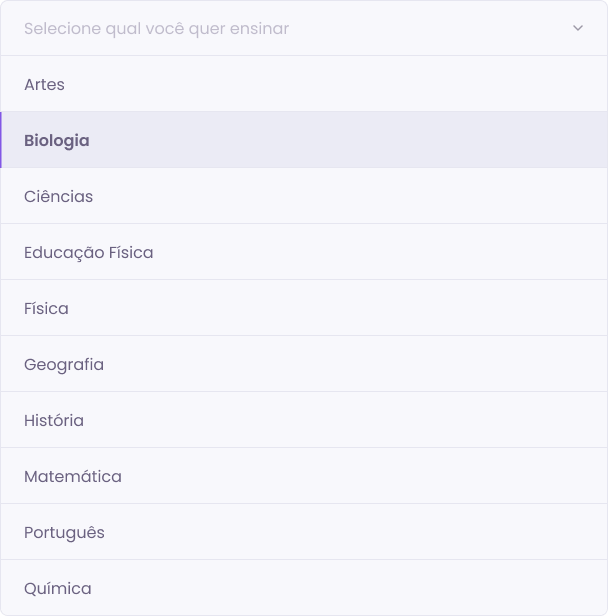 Selecione qual você quer ensinar
Artes
Biologia
Ciências
Educação Física
Física
Geografia
História
Matemática
Português
Química